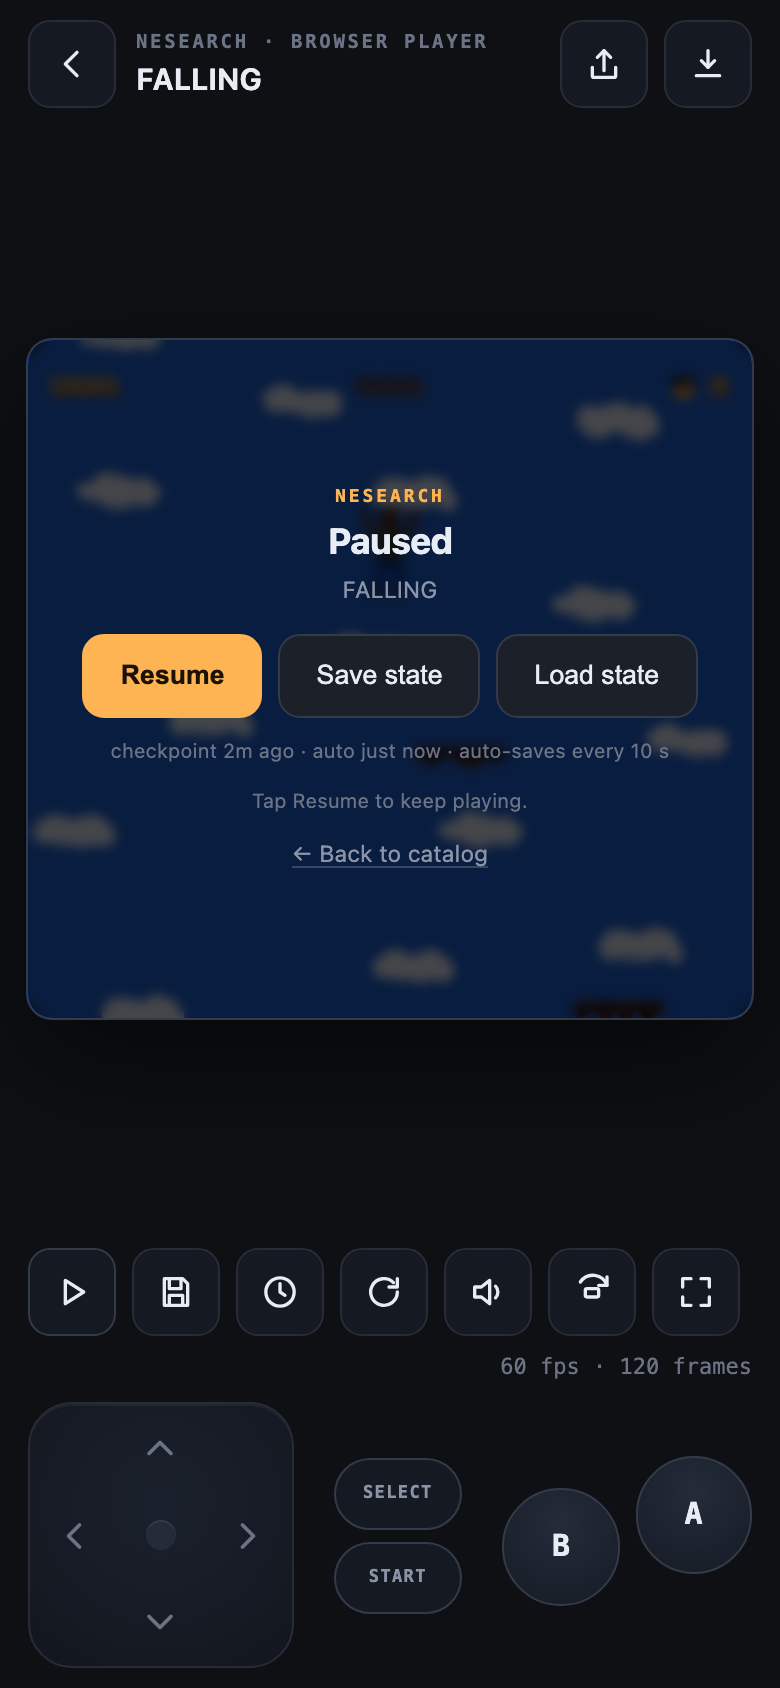 NESEARCH · BROWSER PLAYER
FALLING
NESEARCH
Paused
FALLING
Resume
Save state
Load state
checkpoint 2m ago · auto just now · auto-saves every 10 s
Tap Resume to keep playing.
← Back to catalog
60 fps · 120 frames
SELECT
START
B
A